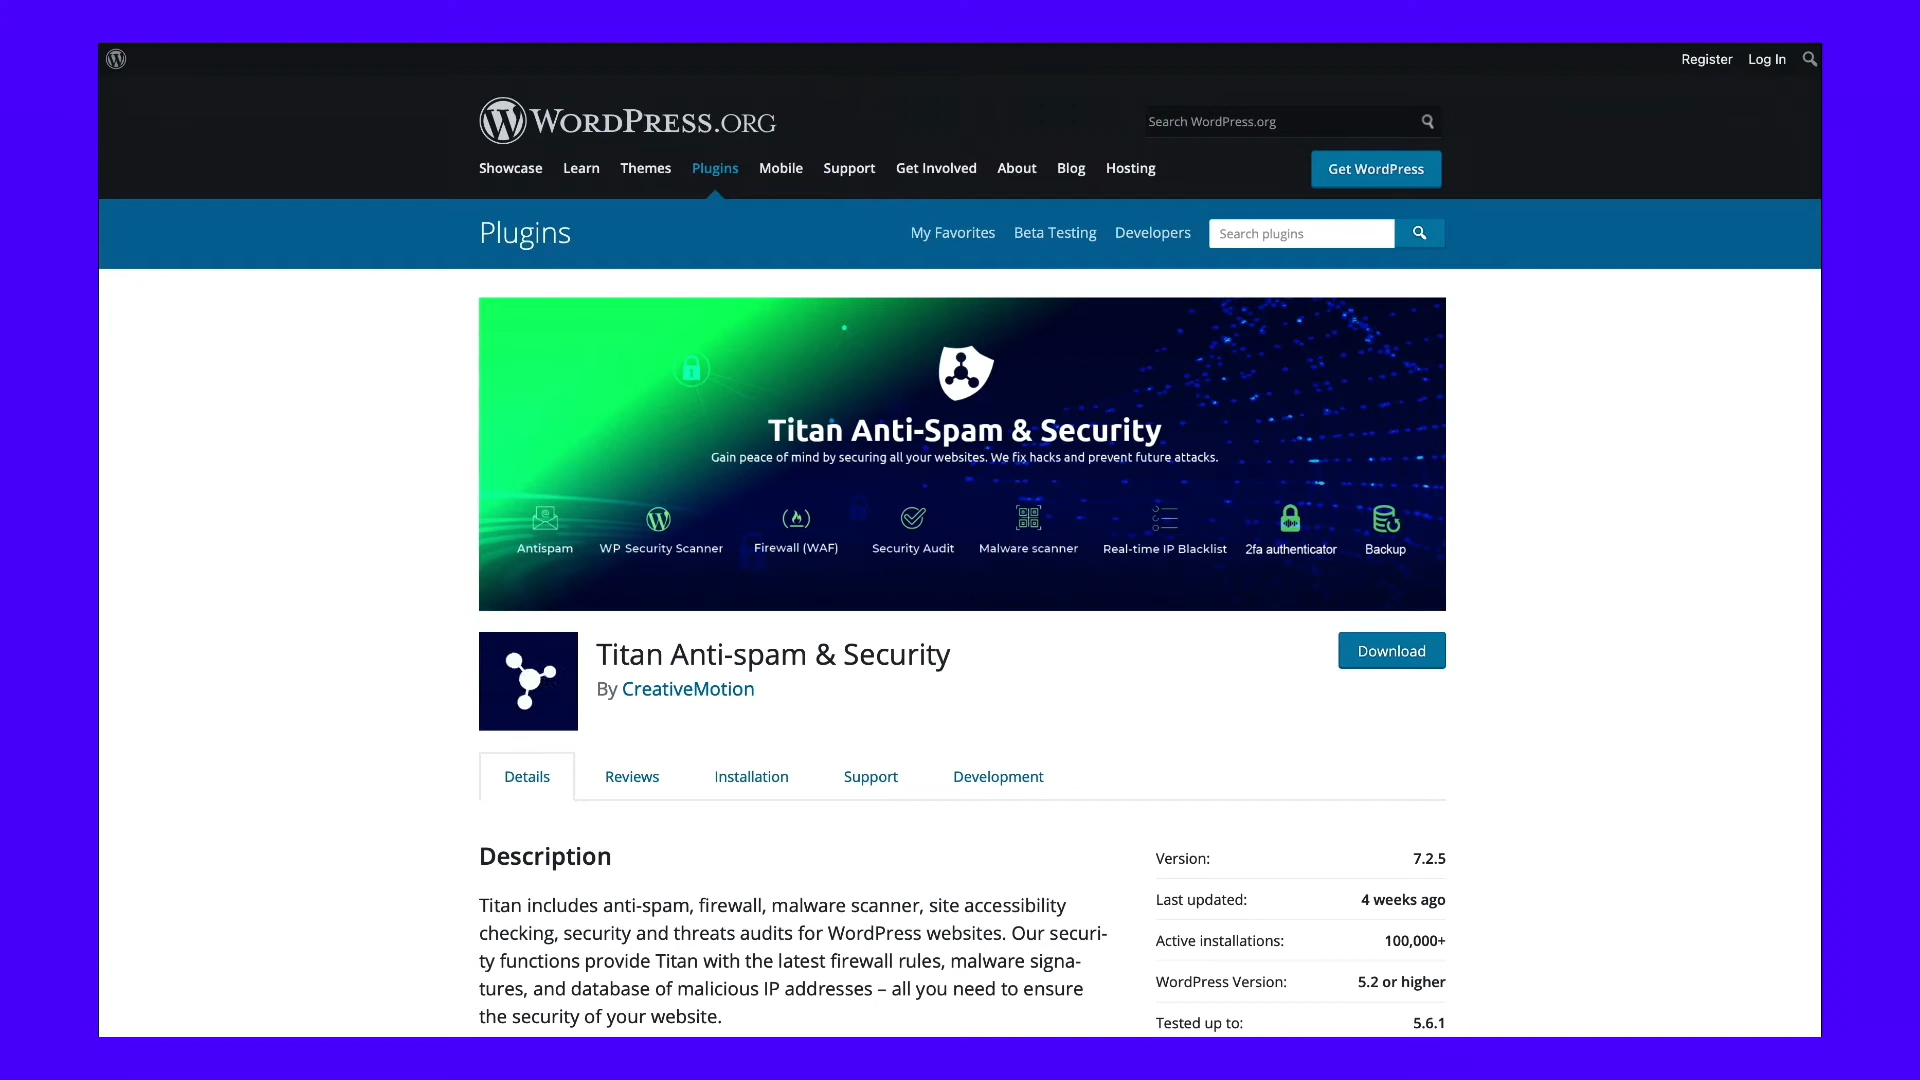 Register Log In
WORDPRESS.ORG
Search WordPress.org
Showcase Learn Themes Plugins Mobile Support Get Involved About Blog Hosting
Get WordPress
Plugins
My Favorites Beta Testing Developers
Search plugins
Titan Anti-Spam & Security
Gain peace of mind by securing all your websites. We fix hacks and prevent future attacks.
Antispam WP Security Scanner Firewall (WAF) Security Audit Malware scanner Real-time IP Blacklist 2fa authenticator Backup
Titan Anti-spam & Security
By CreativeMotion
Download
Details Reviews Installation Support Development
Description
Titan includes anti-spam, firewall, malware scanner, site accessibility
checking, security and threats audits for WordPress websites. Our securi-
ty functions provide Titan with the latest firewall rules, malware signa-
tures, and database of malicious IP addresses – all you need to ensure
the security of your website.
Version: 7.2.5
Last updated: 4 weeks ago
Active installations: 100,000+
WordPress Version: 5.2 or higher
Tested up to: 5.6.1